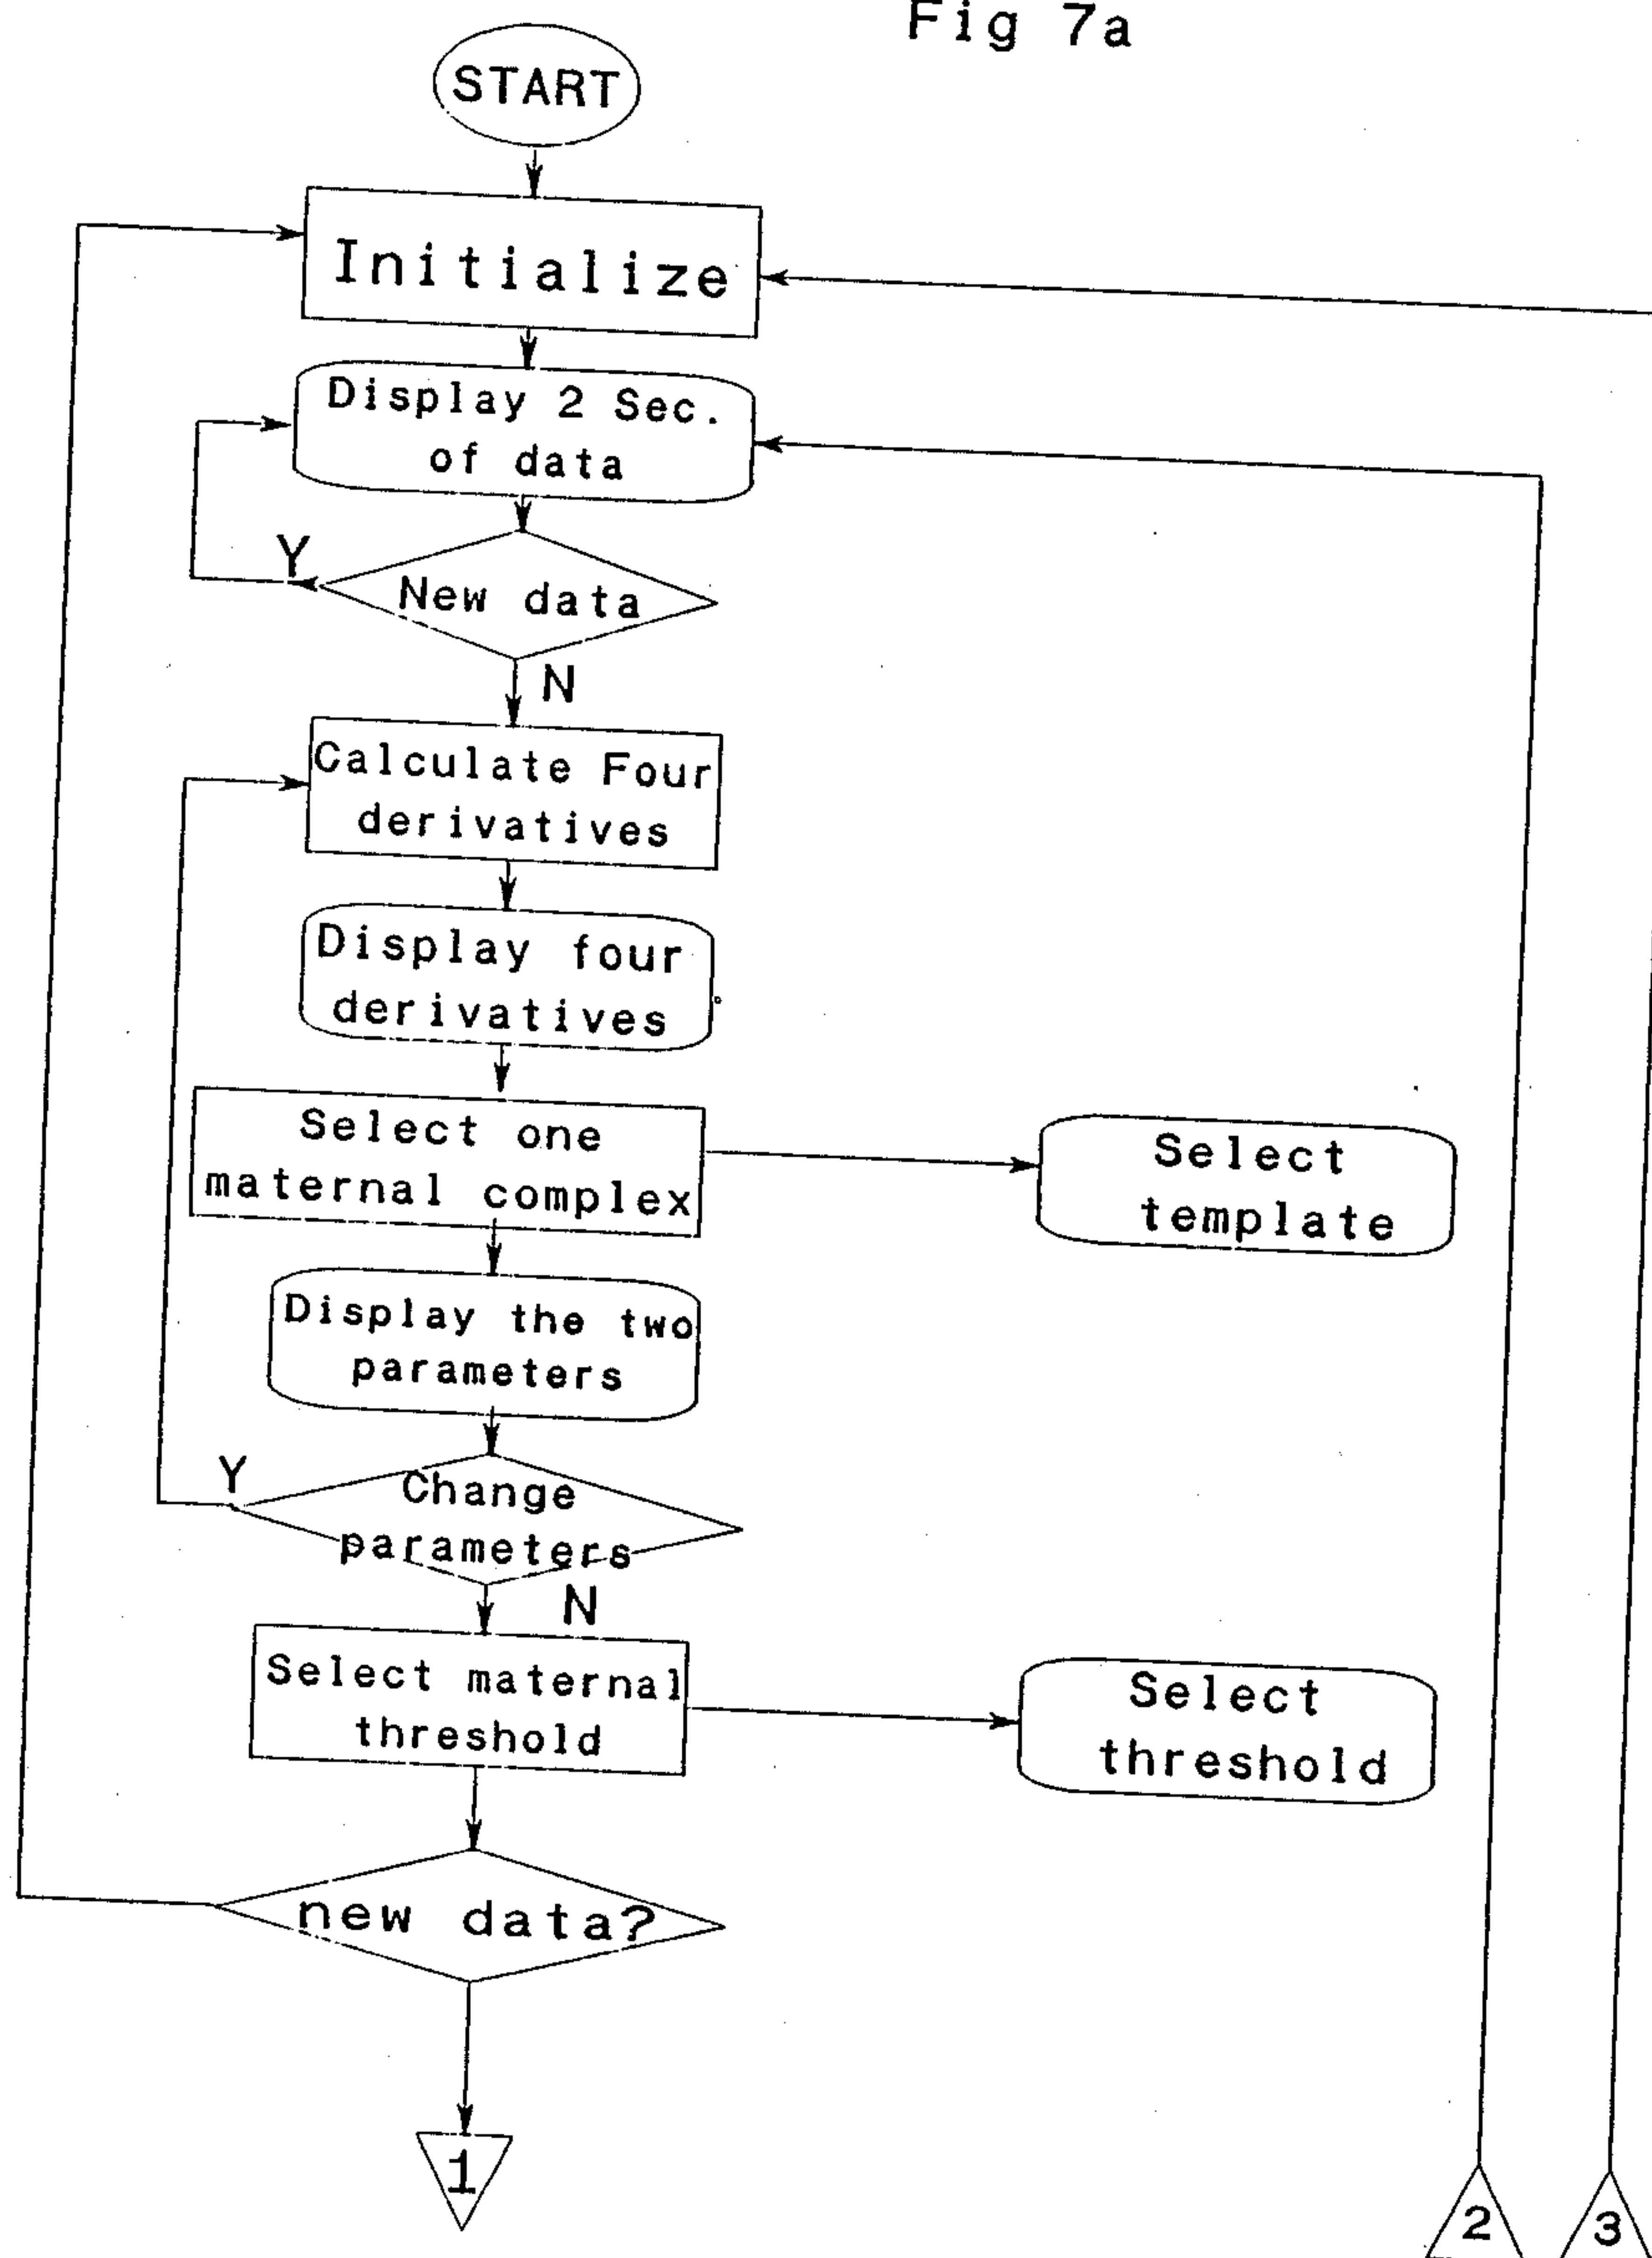 Fig 7a
START
Initialize
Display 2 Sec.
of data
Y
New data
N
Calculate Four
derivatives
Display four
derivatives
Select one
maternal complex
Select
template
Display the two
parameters
Y
Change
parameters
N
Select maternal
threshold
Select
threshold
new data?
1
2
3